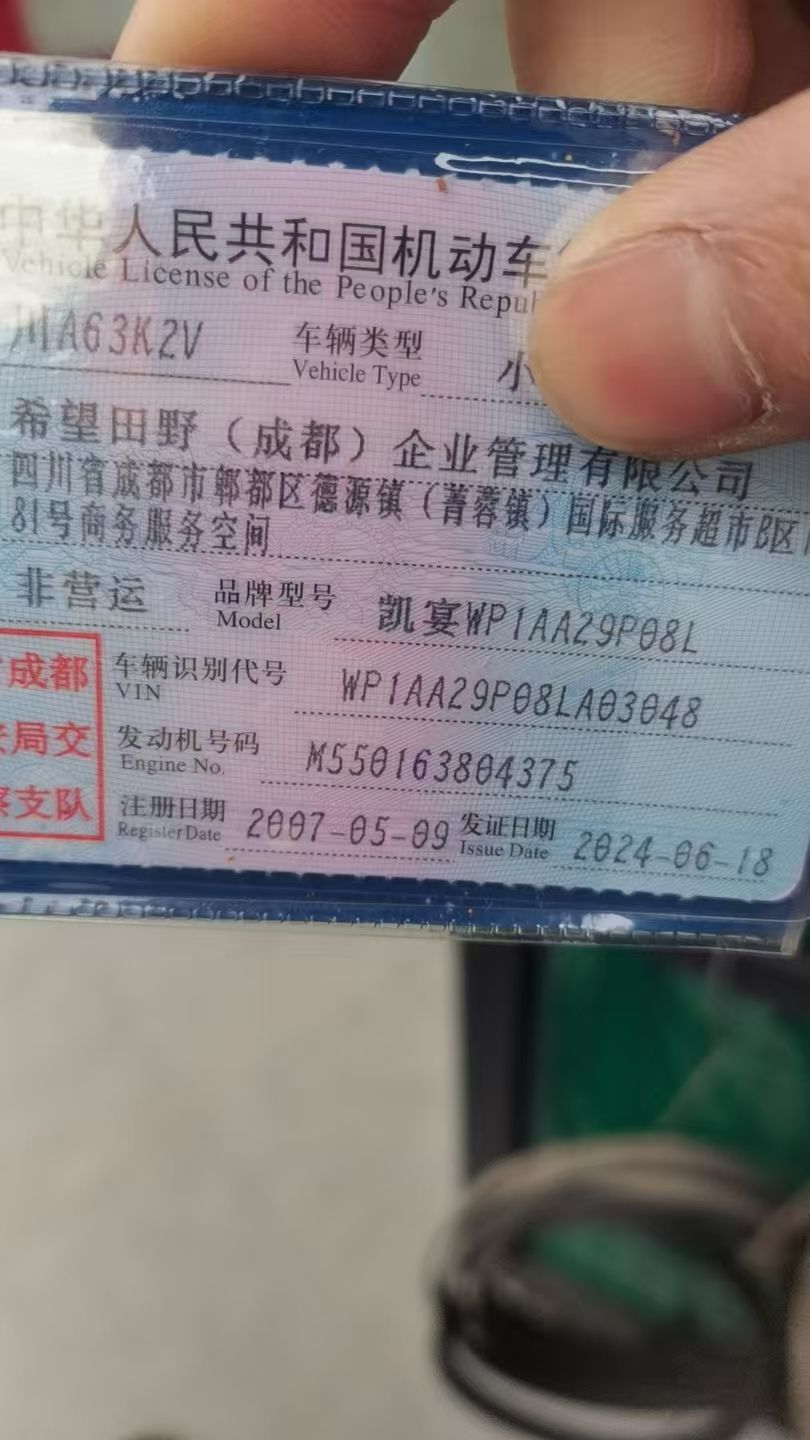 中华人民共和国机动车
Vehicle License of the People's Repu
川A63K2V 车辆类型 小
Vehicle Type
希望田野（成都）企业管理有限公司
四川省成都市郫都区德源镇（菁蓉镇）国际服务超市B区
81号商务服务空间
非营运 品牌型号 凯宴WP1AA29P08L
Model
成都 车辆识别代号 WP1AA29P08LA03048
VIN
局交 发动机号码 M550163804375
Engine No.
支队 注册日期 2007-05-09 发证日期 2024-06-18
Register Date Issue Date